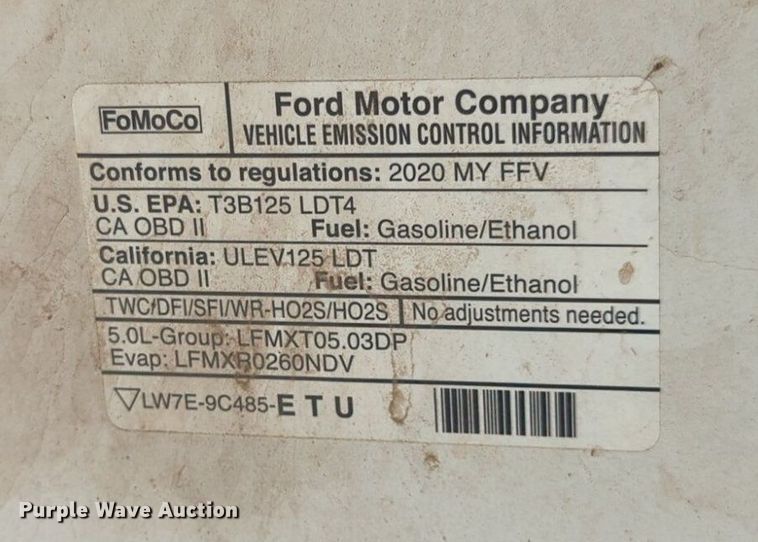 FoMoCo
Ford Motor Company
VEHICLE EMISSION CONTROL INFORMATION
Conforms to regulations: 2020 MY FFV
U.S. EPA: T3B125 LDT4
CA OBD II Fuel: Gasoline/Ethanol
California: ULEV125 LDT
CA OBD II Fuel: Gasoline/Ethanol
TWC/DFI/SFI/WR-HO2S/HO2S No adjustments needed.
5.0L-Group: LFMXT05.03DP
Evap: LFMXR0260NDV
LW7E-9C485-E T U
Purple Wave Auction